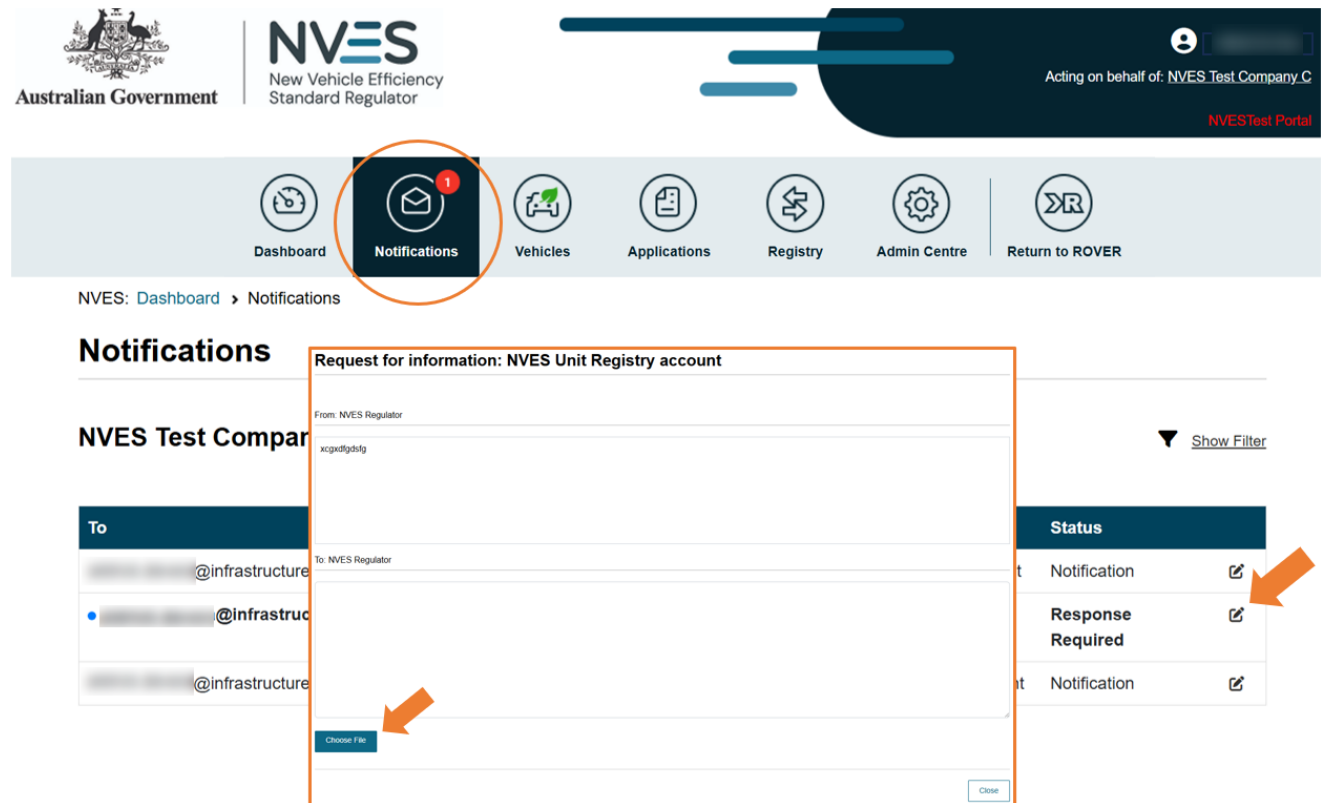 Australian Government
NVES
New Vehicle Efficiency
Standard Regulator
Acting on behalf of: NVES Test Company C
NVESTest Portal
1
Dashboard
Notifications
Vehicles
Applications
Registry
Admin Centre
Return to ROVER
NVES: Dashboard › Notifications
Notifications
Request for information: NVES Unit Registry account
From: NVES Regulator
xcgxdfgdsfg
To: NVES Regulator
Choose File
Close
NVES Test Compar
Show Filter
To
Status
@infrastructure
t
Notification
@infrastruc
Response
Required
@infrastructure
nt
Notification